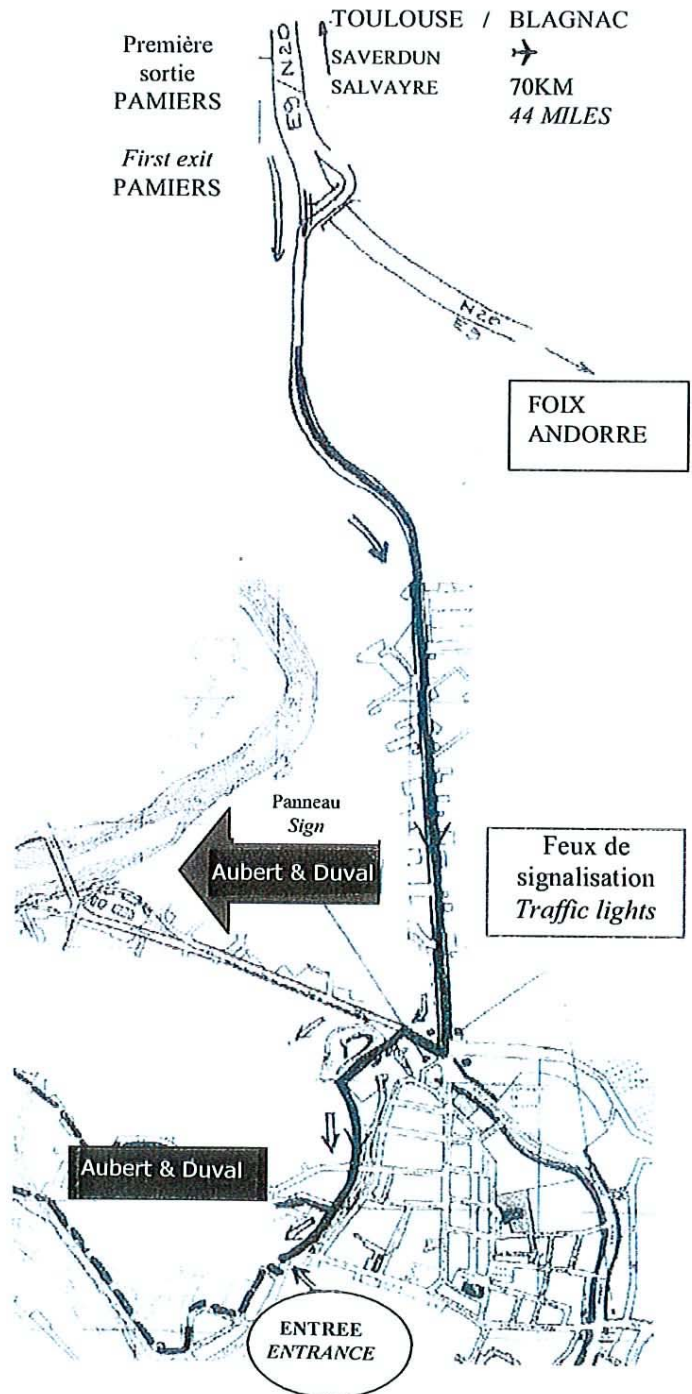 TOULOUSE / BLAGNAC
Première
sortie
PAMIERS
SAVERDUN
SALVAYRE
70KM
44 MILES
E9/N20
First exit
PAMIERS
N20
E9
FOIX
ANDORRE
Panneau
Sign
Aubert & Duval
Feux de
signalisation
Traffic lights
Aubert & Duval
ENTREE
ENTRANCE